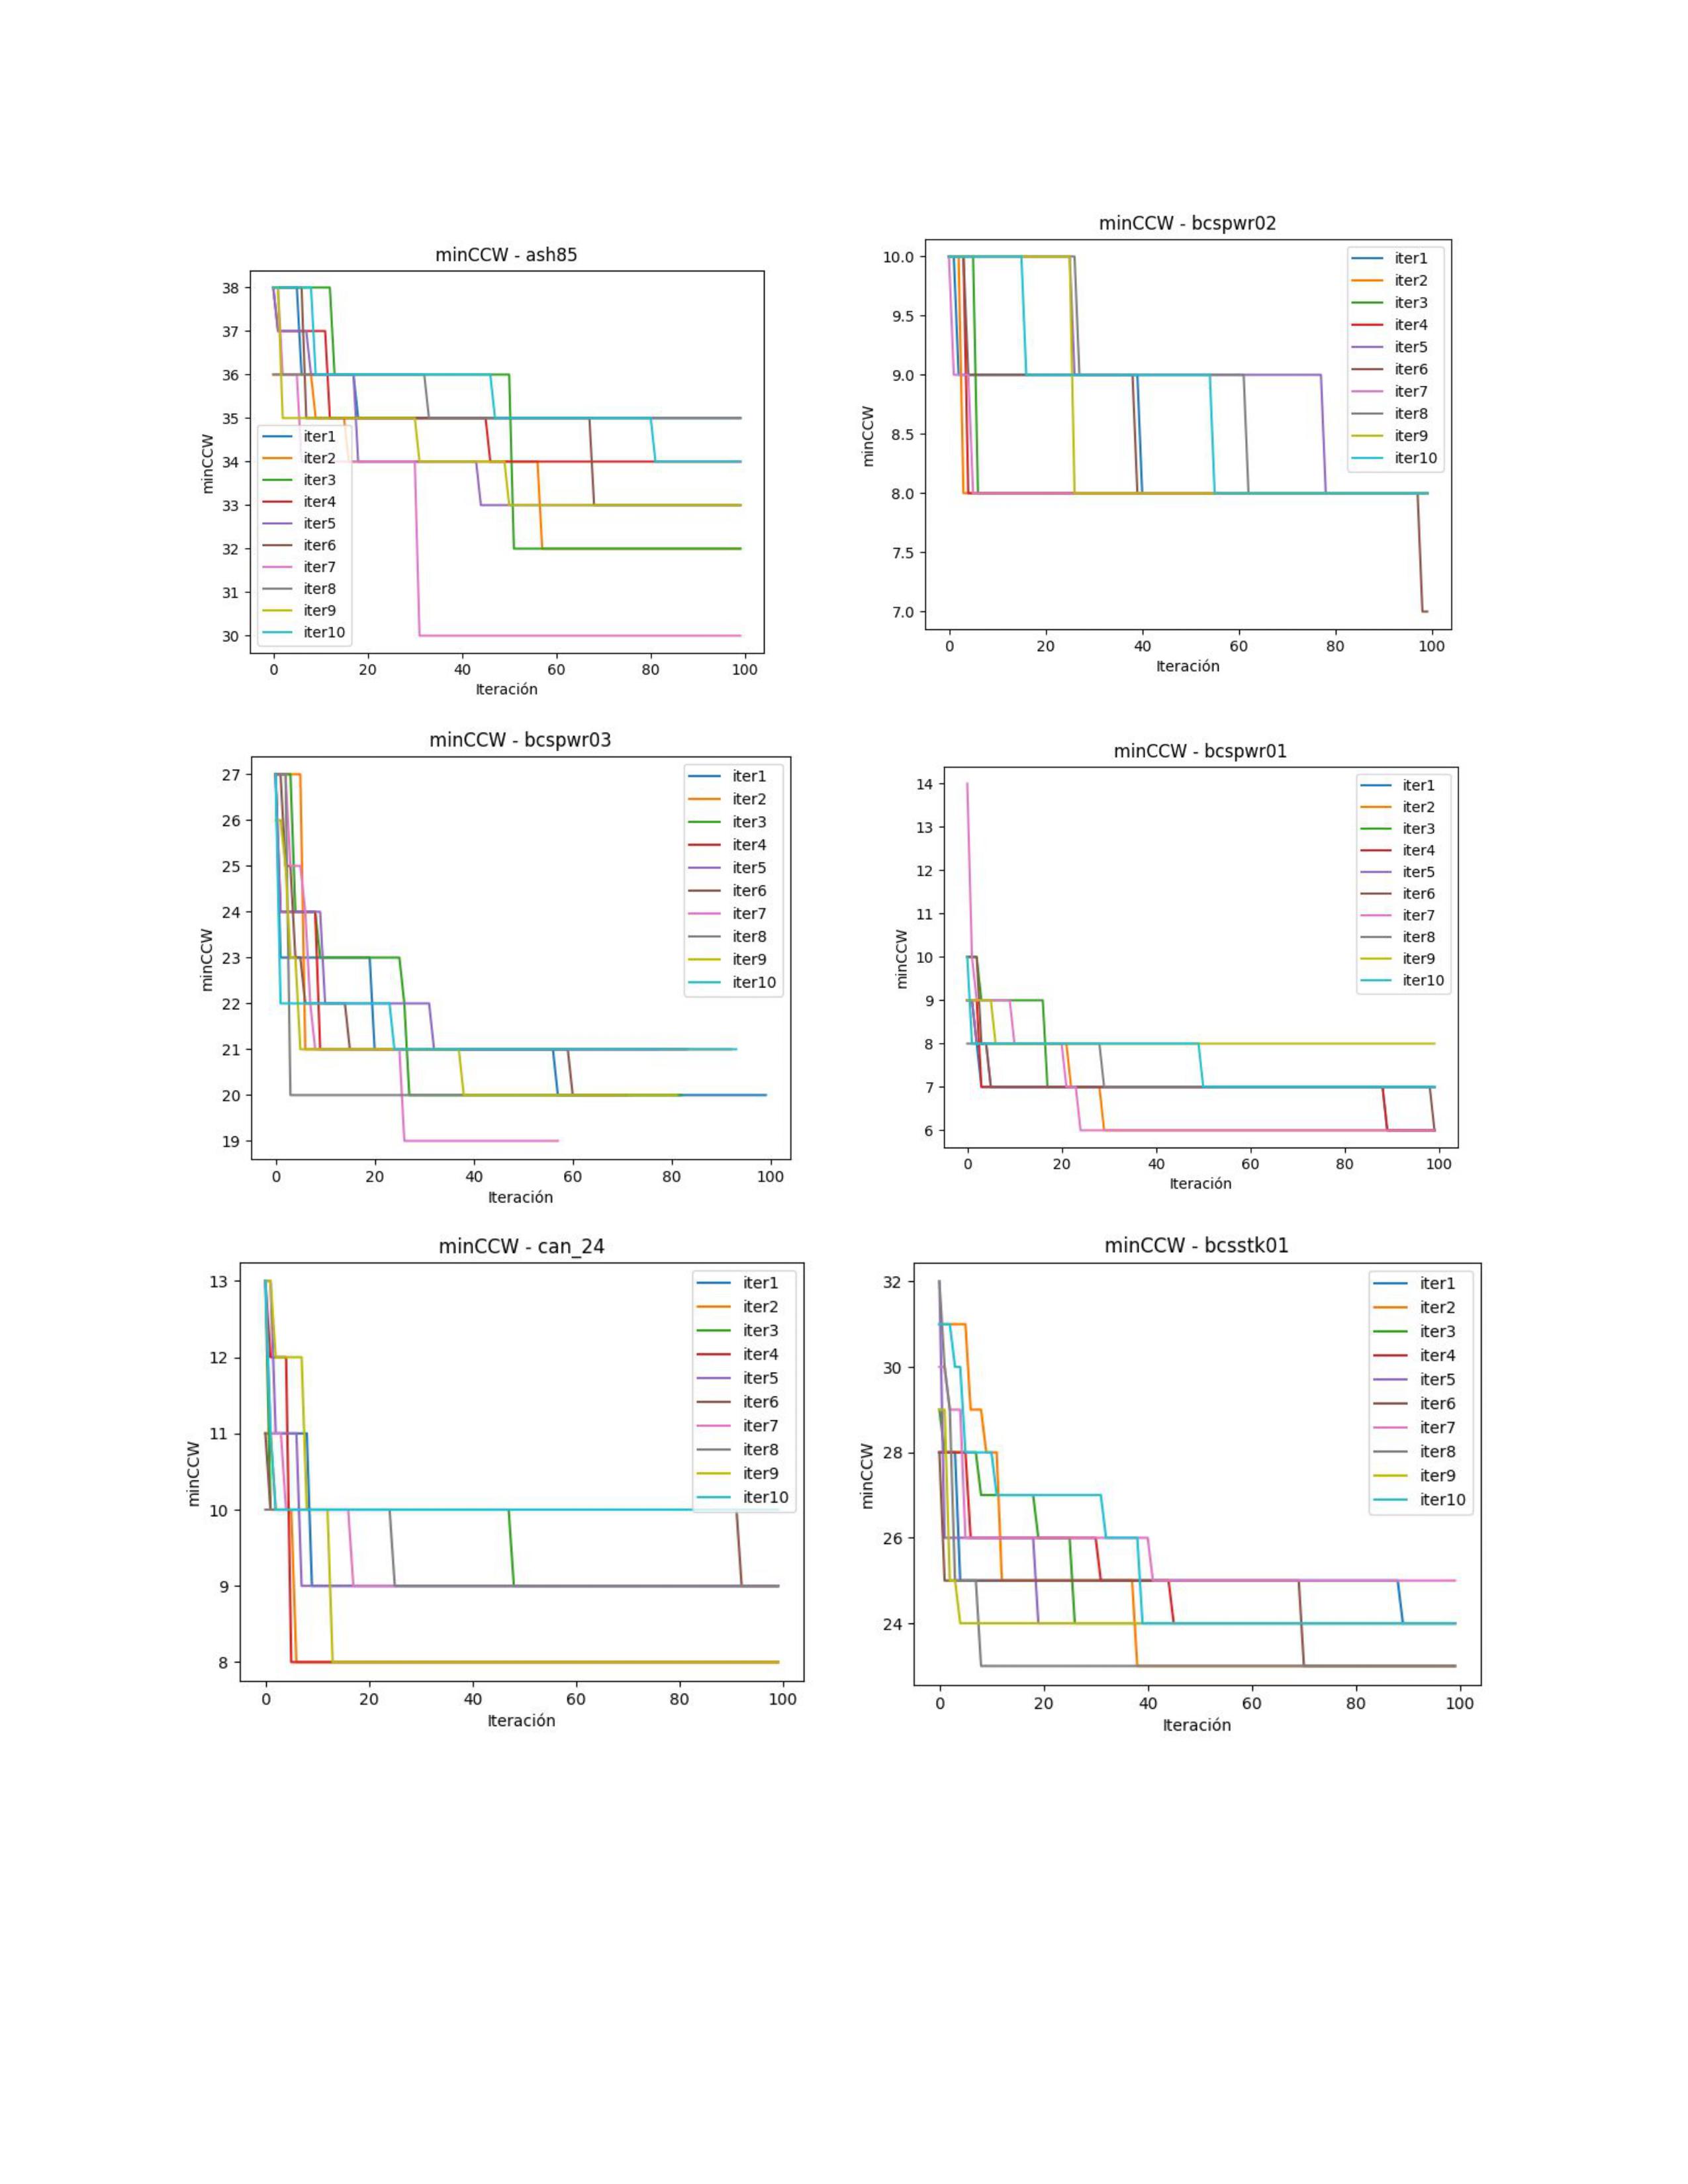 minCCW - ash85
minCCW
38
37
36
35
34
33
32
31
30
iter1
iter2
iter3
iter4
iter5
iter6
iter7
iter8
iter9
iter10
0 20 40 60 80 100
Iteración
minCCW - bcspwr02
minCCW
10.0
9.5
9.0
8.5
8.0
7.5
7.0
iter1
iter2
iter3
iter4
iter5
iter6
iter7
iter8
iter9
iter10
0 20 40 60 80 100
Iteración
minCCW - bcspwr03
minCCW
27
26
25
24
23
22
21
20
19
iter1
iter2
iter3
iter4
iter5
iter6
iter7
iter8
iter9
iter10
0 20 40 60 80 100
Iteración
minCCW - bcspwr01
minCCW
14
13
12
11
10
9
8
7
6
iter1
iter2
iter3
iter4
iter5
iter6
iter7
iter8
iter9
iter10
0 20 40 60 80 100
Iteración
minCCW - can_24
minCCW
13
12
11
10
9
8
iter1
iter2
iter3
iter4
iter5
iter6
iter7
iter8
iter9
iter10
0 20 40 60 80 100
Iteración
minCCW - bcsstk01
minCCW
32
30
28
26
24
iter1
iter2
iter3
iter4
iter5
iter6
iter7
iter8
iter9
iter10
0 20 40 60 80 100
Iteración